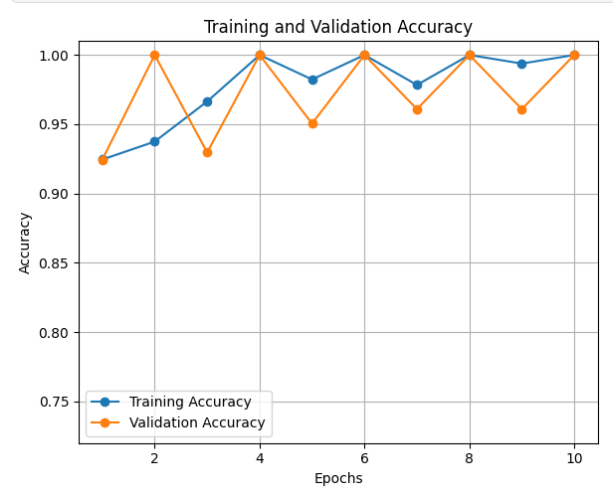 Training and Validation Accuracy
1.00
0.95
0.90
0.85
0.80
0.75
Accuracy
Training Accuracy
Validation Accuracy
2 4 6 8 10
Epochs